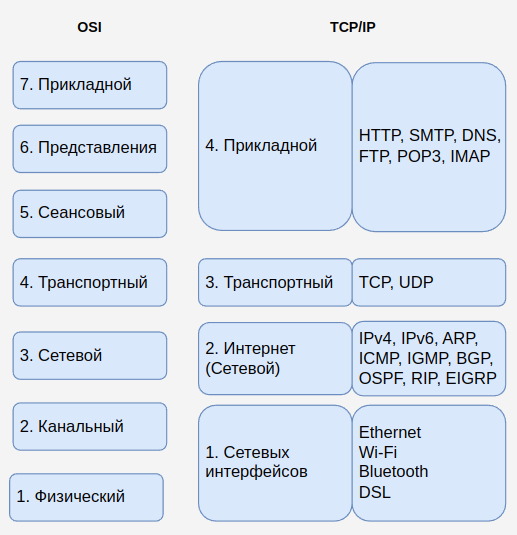 OSI
TCP/IP
7. Прикладной
6. Представления
5. Сеансовый
4. Транспортный
3. Сетевой
2. Канальный
1. Физический
4. Прикладной
HTTP, SMTP, DNS,
FTP, POP3, IMAP
3. Транспортный
TCP, UDP
2. Интернет
(Сетевой)
IPv4, IPv6, ARP,
ICMP, IGMP, BGP,
OSPF, RIP, EIGRP
1. Сетевых
интерфейсов
Ethernet
Wi-Fi
Bluetooth
DSL